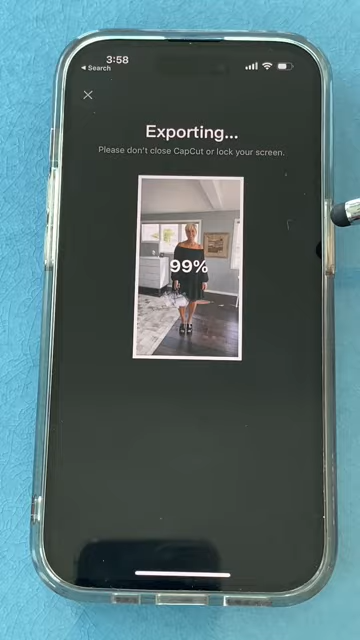 3:58
◀ Search
Exporting...
Please don't close CapCut or lock your screen.
99%